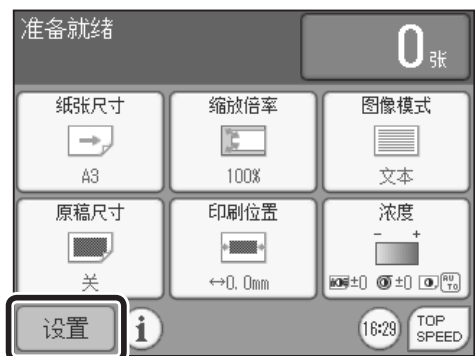 准备就绪
0张
纸张尺寸
A3
缩放倍率
100%
图像模式
文本
原稿尺寸
关
印刷位置
↔0.0mm
浓度
- +
±0 ±0 AUTO
设置
i
16:29
TOP SPEED